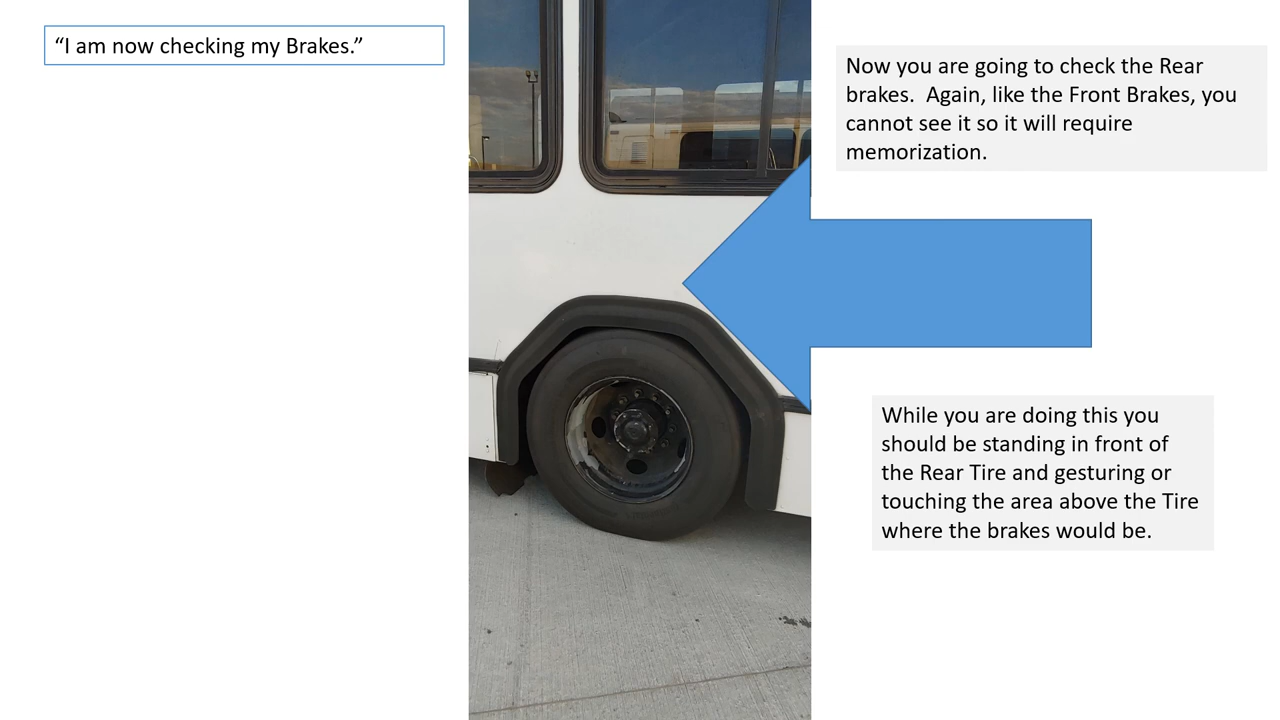 “I am now checking my Brakes.”
Now you are going to check the Rear
brakes.  Again, like the Front Brakes, you
cannot see it so it will require
memorization.
While you are doing this you
should be standing in front of
the Rear Tire and gesturing or
touching the area above the Tire
where the brakes would be.